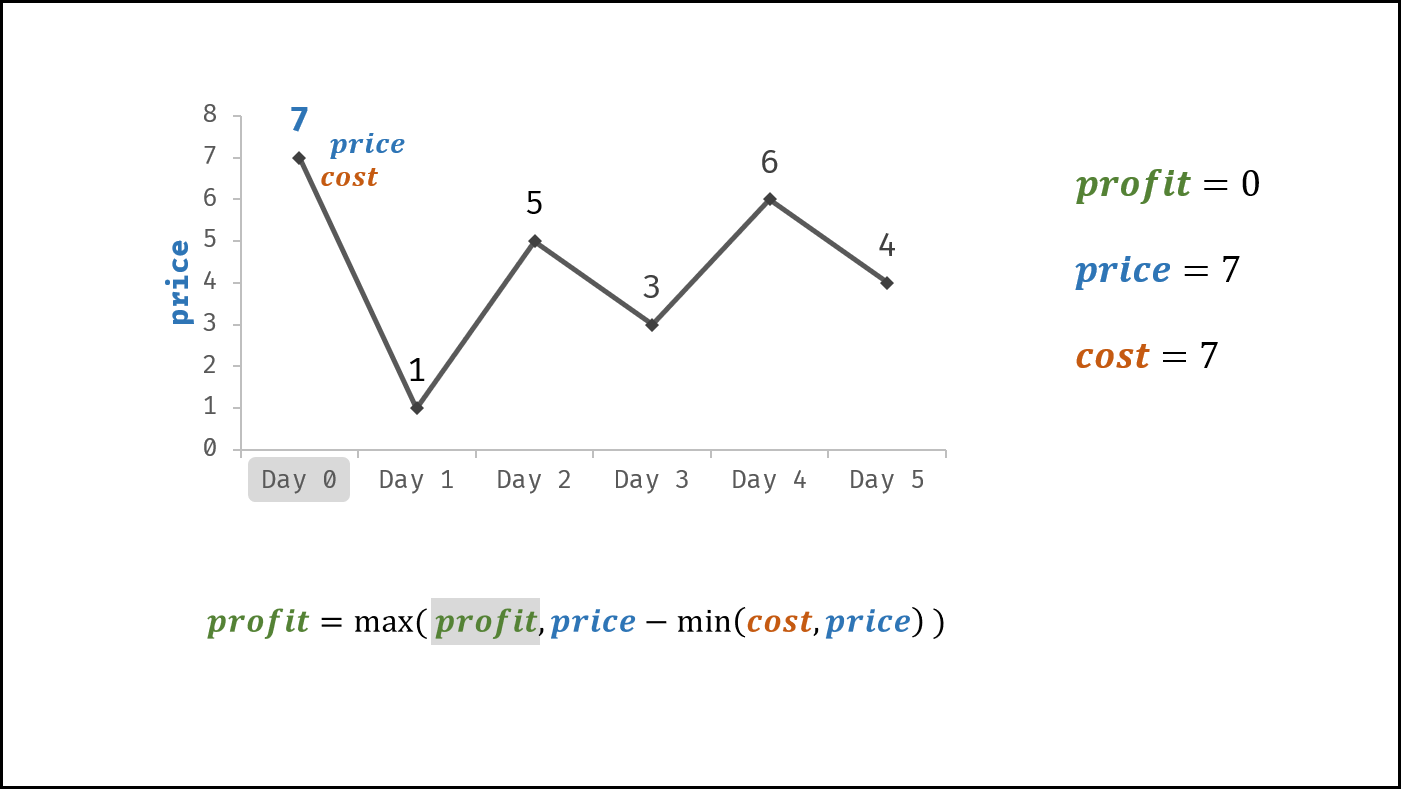 8
7
6
5
4
3
2
1
0
price
7
price
cost
1
5
3
6
4
Day 0 Day 1 Day 2 Day 3 Day 4 Day 5
profit = 0
price = 7
cost = 7
profit = max( profit, price − min(cost, price) )